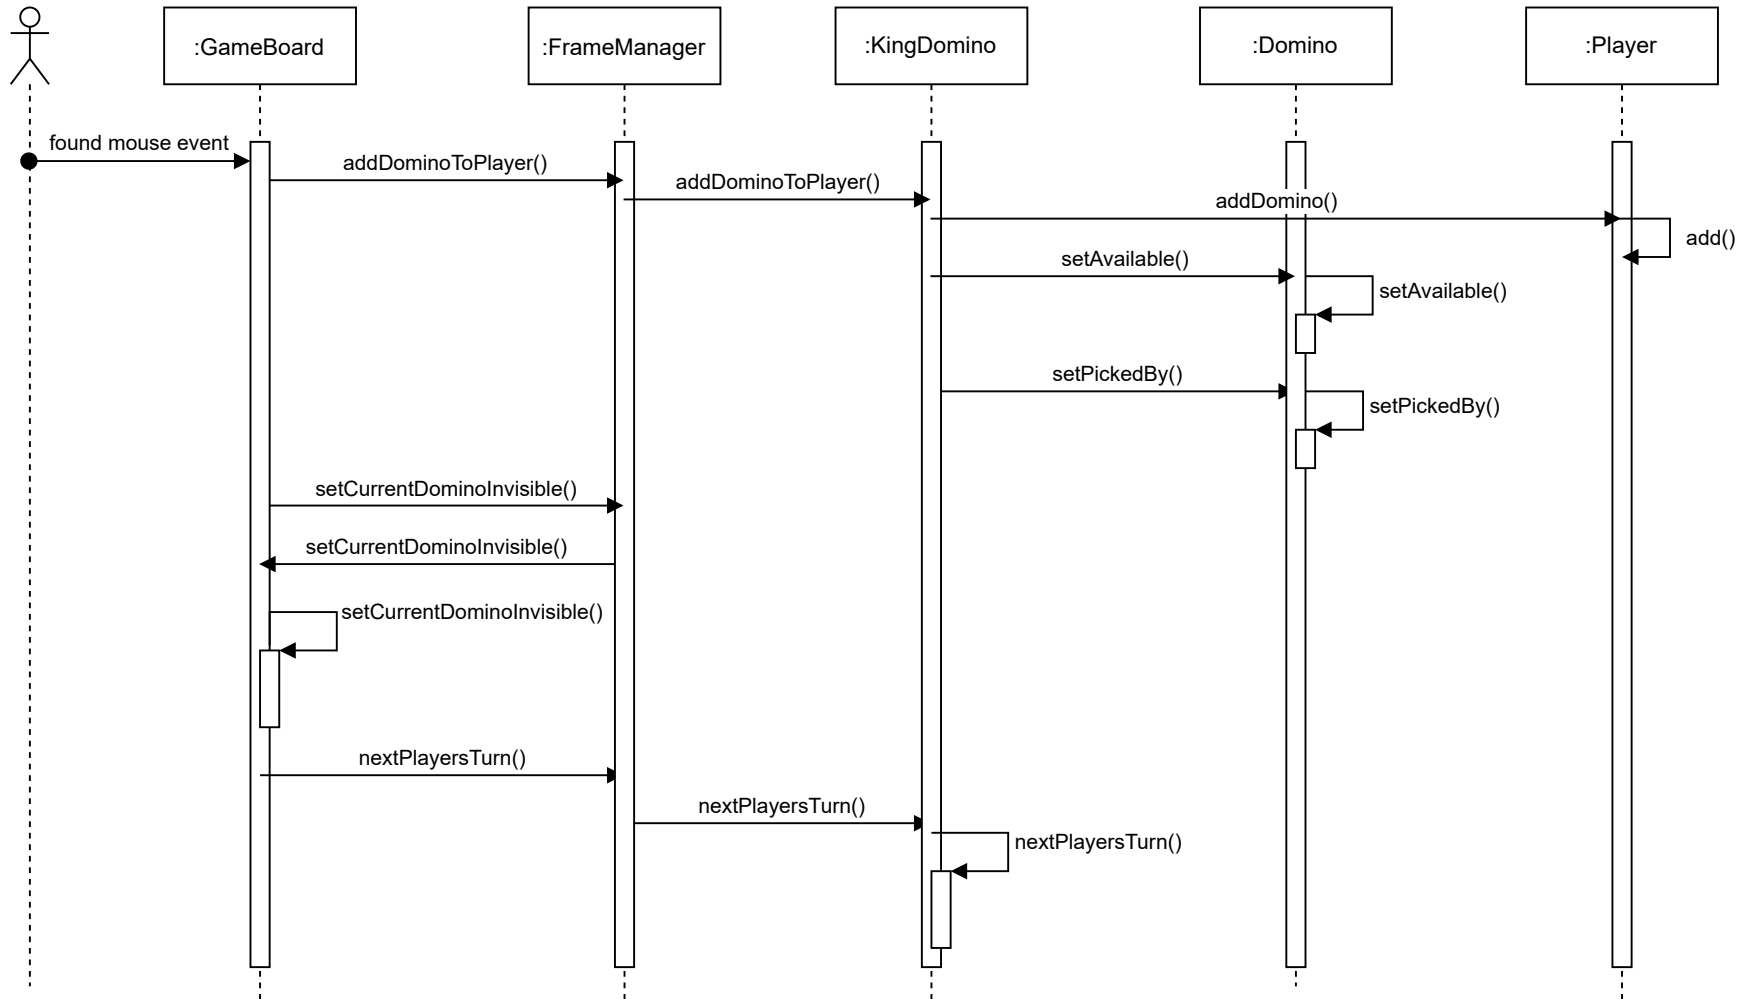 :GameBoard
:FrameManager
:KingDomino
:Domino
:Player
found mouse event
addDominoToPlayer()
addDominoToPlayer()
addDomino()
add()
setAvailable()
setAvailable()
setPickedBy()
setPickedBy()
setCurrentDominoInvisible()
setCurrentDominoInvisible()
setCurrentDominoInvisible()
nextPlayersTurn()
nextPlayersTurn()
nextPlayersTurn()